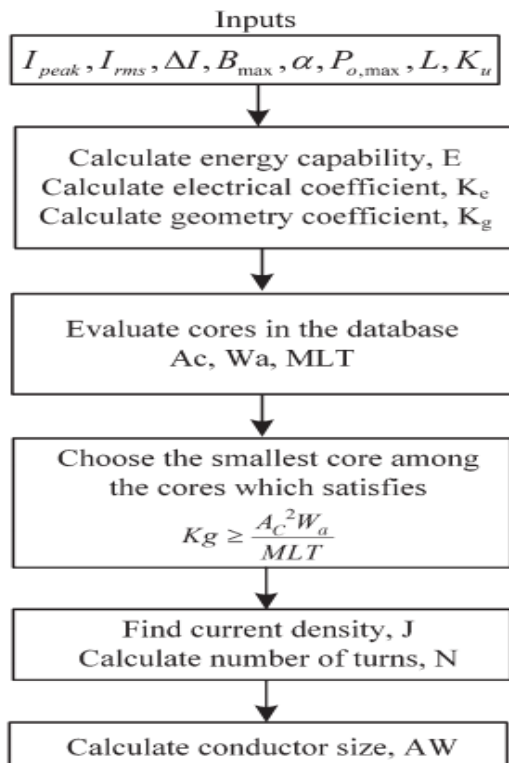 Inputs
I_peak, I_rms, ΔI, B_max, α, P_o,max, L, K_u
Calculate energy capability, E
Calculate electrical coefficient, K_e
Calculate geometry coefficient, K_g
Evaluate cores in the database
Ac, Wa, MLT
Choose the smallest core among
the cores which satisfies
Kg ≥ A_C² W_a / MLT
Find current density, J
Calculate number of turns, N
Calculate conductor size, AW